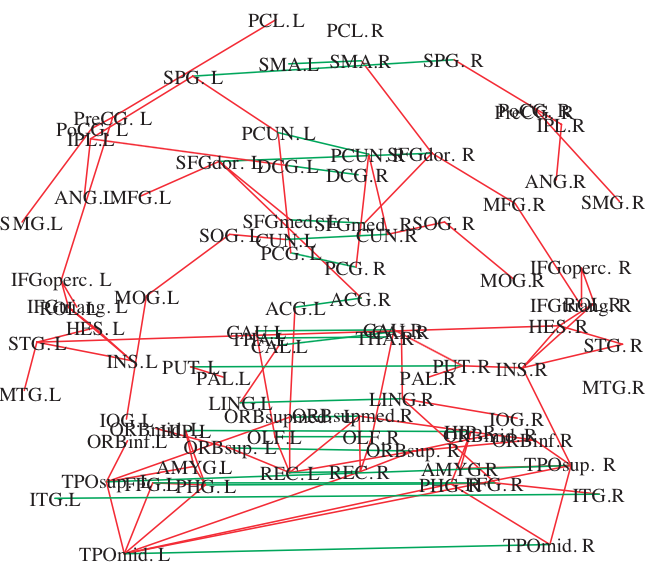 PCL.L
PCL.R
SMA.L
SMA.R
SPG.R
SPG.L
PreCG.L
PoCG.L
IPL.L
PoCG.R
PreCG.R
IPL.R
PCUN.L
SFGdor.L
DCG.L
PCUN.R
SFGdor.R
DCG.R
ANG.L
MFG.L
ANG.R
MFG.R
SMG.R
SMG.L
SFGmed.L
SFGmed.R
SOG.R
SOG.L
CUN.L
CUN.R
PCG.L
PCG.R
IFGoperc.L
IFGoperc.R
MOG.L
MOG.R
ACG.L
ACG.R
IFGtriang.L
ROL.L
IFGtriang.R
ROL.R
HES.L
HES.R
STG.L
CAL.R
THA.R
CAL.L
STG.R
INS.L
PUT.L
PAL.L
PUT.R
PAL.R
INS.R
MTG.L
MTG.R
LING.L
LING.R
ORBsupmed.L
ORBsupmed.R
IOG.L
IOG.R
ORBmid.L
HIP.L
HIP.R
ORBmid.R
ORBinf.L
ORBsup.L
OLF.L
OLF.R
ORBsup.R
ORBinf.R
AMYG.L
REC.L
REC.R
AMYG.R
TPOsup.R
TPOsup.L
FFG.L
PHG.L
PHG.R
FFG.R
ITG.L
ITG.R
TPOmid.L
TPOmid.R